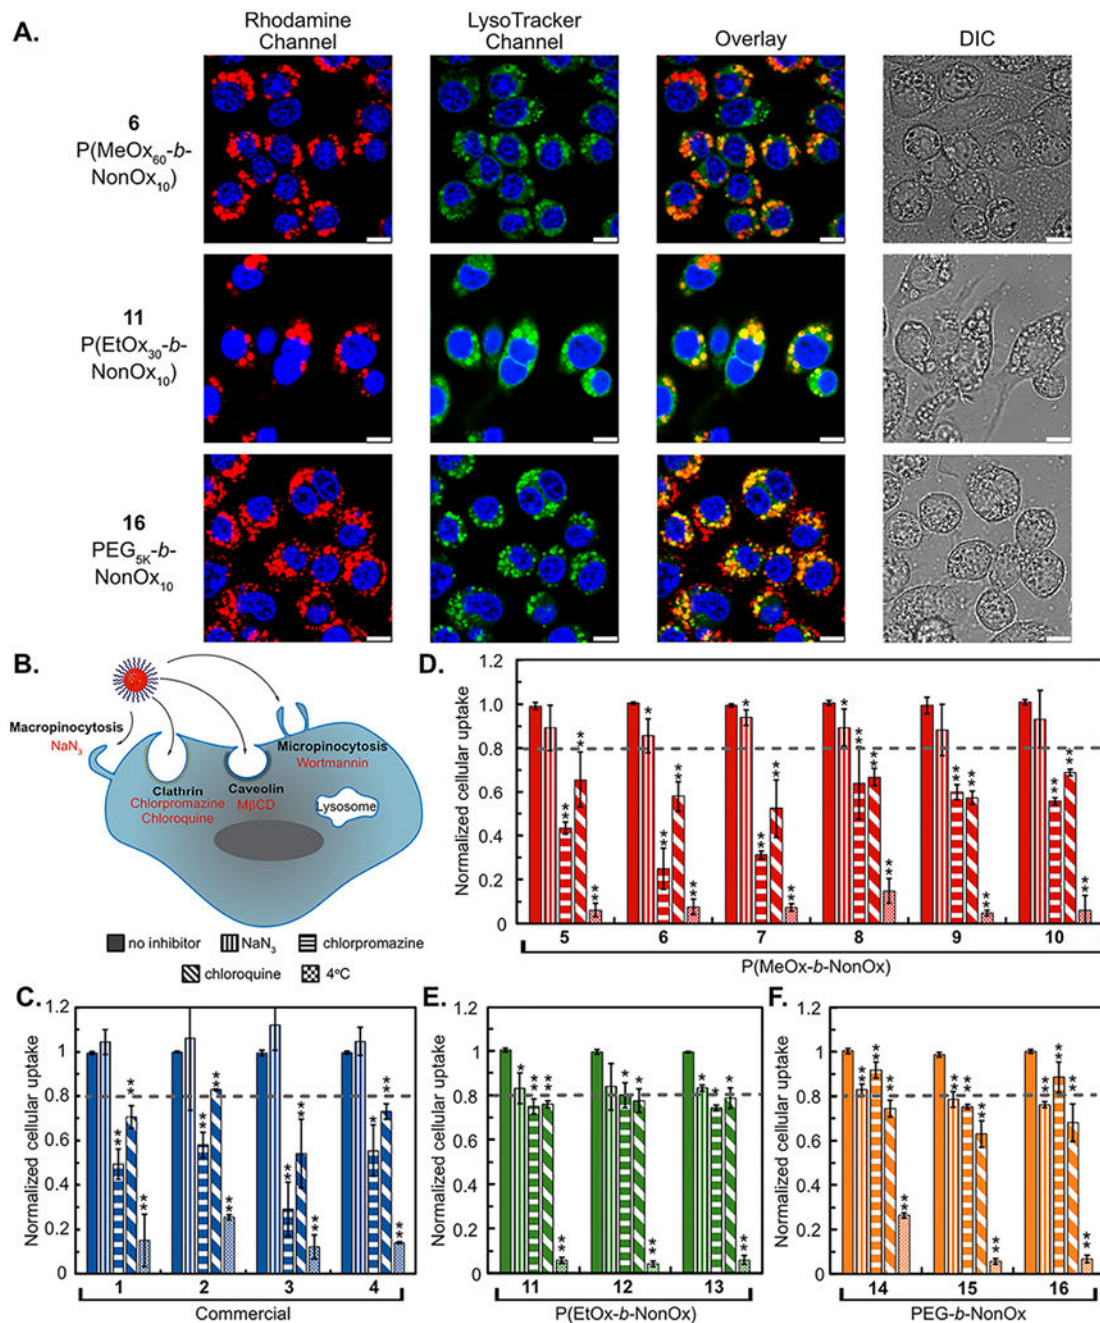 A.
Rhodamine
Channel
LysoTracker
Channel
Overlay
DIC
6
P(MeOx60-b-
NonOx10)
11
P(EtOx30-b-
NonOx10)
16
PEG5K-b-
NonOx10
B.
Macropinocytosis
NaN3
Clathrin
Chlorpromazine
Chloroquine
Caveolin
MβCD
Micropinocytosis
Wortmannin
Lysosome
no inhibitor
NaN3
chlorpromazine
chloroquine
4ºC
D.
Normalized cellular uptake
1.2
1
0.8
0.6
0.4
0.2
0
** ** **
* ** ** **
* ** ** **
* ** ** **
** ** **
** ** **
5 6 7 8 9 10
P(MeOx-b-NonOx)
C.
Normalized cellular uptake
1.2
1
0.8
0.6
0.4
0.2
0
** ** **
** ** **
** ** **
** ** **
1 2 3 4
Commercial
E.
Normalized cellular uptake
1.2
1
0.8
0.6
0.4
0.2
0
* ** ** **
** * **
* * * **
11 12 13
P(EtOx-b-NonOx)
F.
Normalized cellular uptake
1.2
1
0.8
0.6
0.4
0.2
0
** ** **
** ** ** **
** ** ** **
14 15 16
PEG-b-NonOx